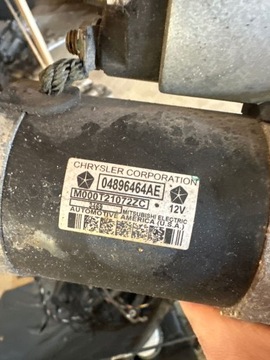 CHRYSLER CORPORATION
04896464AE
M000T21072ZC
12V
MITSUBISHI ELECTRIC
AUTOMOTIVE AMERICA (U.S.A.)